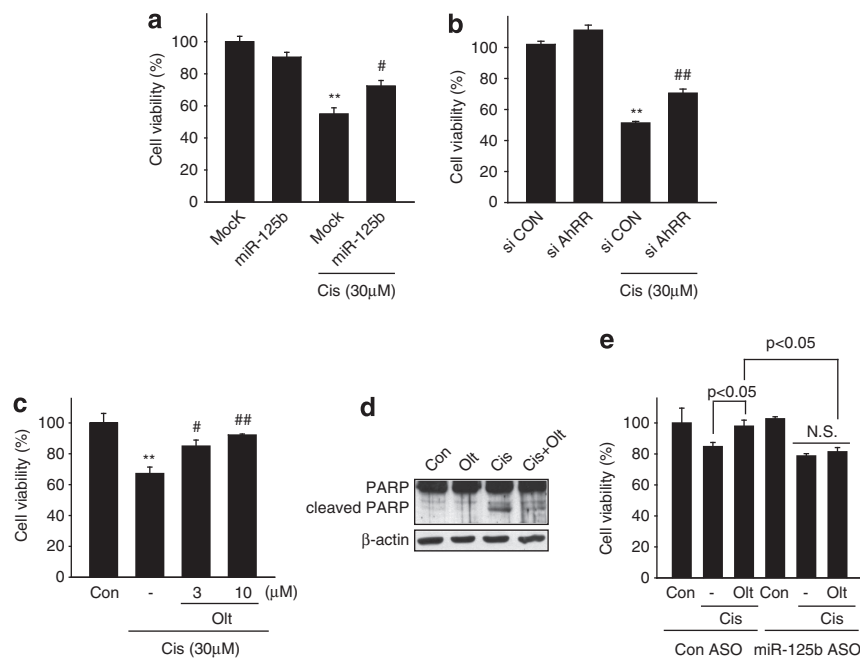 a
Cell viability (%)
120
100
80
60
40
20
0
**
#
MocK
miR-125b
Mock
miR-125b
Cis (30μM)
b
Cell viability (%)
120
100
80
60
40
20
0
**
##
si CON
si AhRR
si CON
si AhRR
Cis (30μM)
c
Cell viability (%)
120
100
80
60
40
20
0
**
#
##
Con
-
3
10
(μM)
Olt
Cis (30μM)
d
Con
Olt
Cis
Cis+Olt
PARP
cleaved PARP
β-actin
e
Cell viability (%)
120
100
80
60
40
20
0
p<0.05
p<0.05
N.S.
Con
-
Olt
Con
-
Olt
Cis
Cis
Con ASO
miR-125b ASO